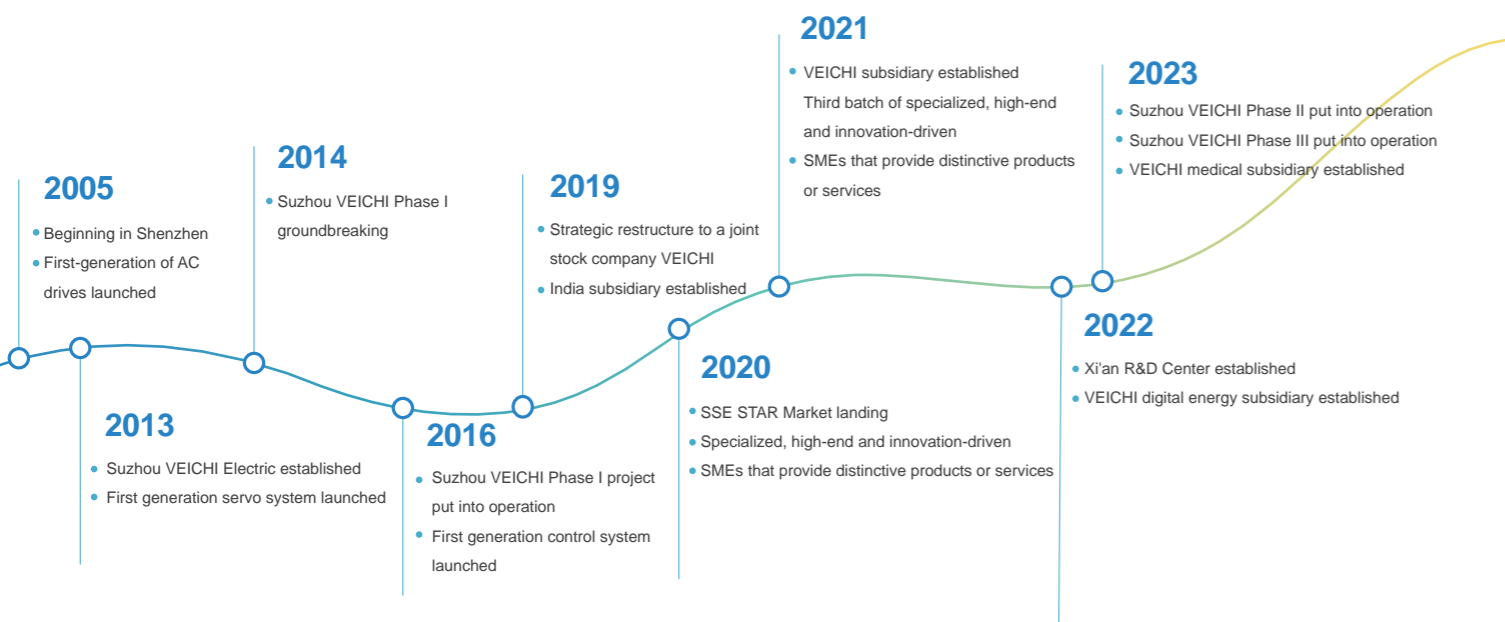 2005
Beginning in Shenzhen
First-generation of AC
drives launched
2013
Suzhou VEICHI Electric established
First generation servo system launched
2014
Suzhou VEICHI Phase I
groundbreaking
2016
Suzhou VEICHI Phase I project
put into operation
First generation control system
launched
2019
Strategic restructure to a joint
stock company VEICHI
India subsidiary established
2020
SSE STAR Market landing
Specialized, high-end and innovation-driven
SMEs that provide distinctive products or services
2021
VEICHI subsidiary established
Third batch of specialized, high-end
and innovation-driven
SMEs that provide distinctive products
or services
2022
Xi'an R&D Center established
VEICHI digital energy subsidiary established
2023
Suzhou VEICHI Phase II put into operation
Suzhou VEICHI Phase III put into operation
VEICHI medical subsidiary established